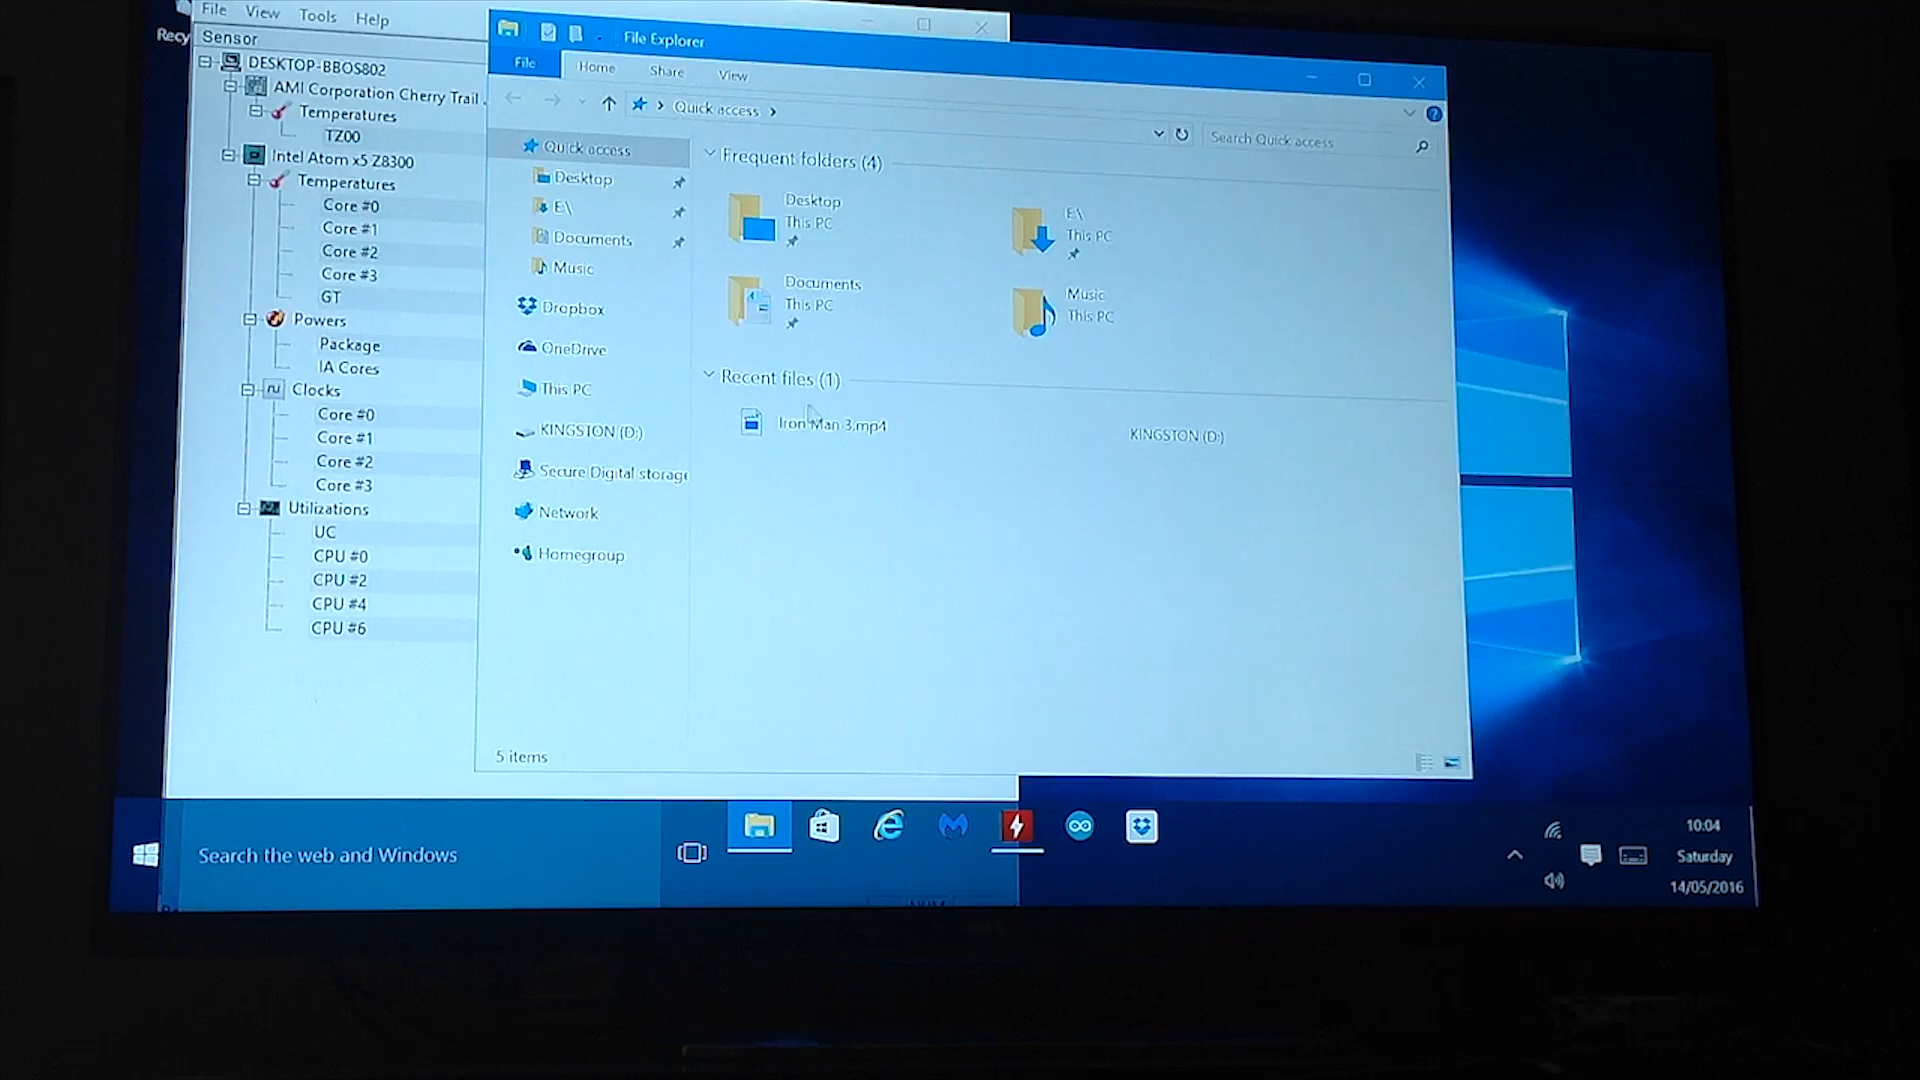 File View Tools Help
Recy
Sensor
DESKTOP-BBOS802
AMI Corporation Cherry Trail
Temperatures
TZ00
Intel Atom x5 Z8300
Temperatures
Core #0
Core #1
Core #2
Core #3
GT
Powers
Package
IA Cores
Clocks
Core #0
Core #1
Core #2
Core #3
Utilizations
UC
CPU #0
CPU #2
CPU #4
CPU #6
File Explorer
File Home Share View
Quick access
Search Quick access
Quick access
Desktop
E:\
Documents
Music
Dropbox
OneDrive
This PC
KINGSTON (D:)
Secure Digital storage
Network
Homegroup
Frequent folders (4)
Desktop
This PC
E:\
This PC
Documents
This PC
Music
This PC
Recent files (1)
Iron Man 3.mp4 KINGSTON (D:)
5 items
Search the web and Windows
10:04
Saturday
14/05/2016